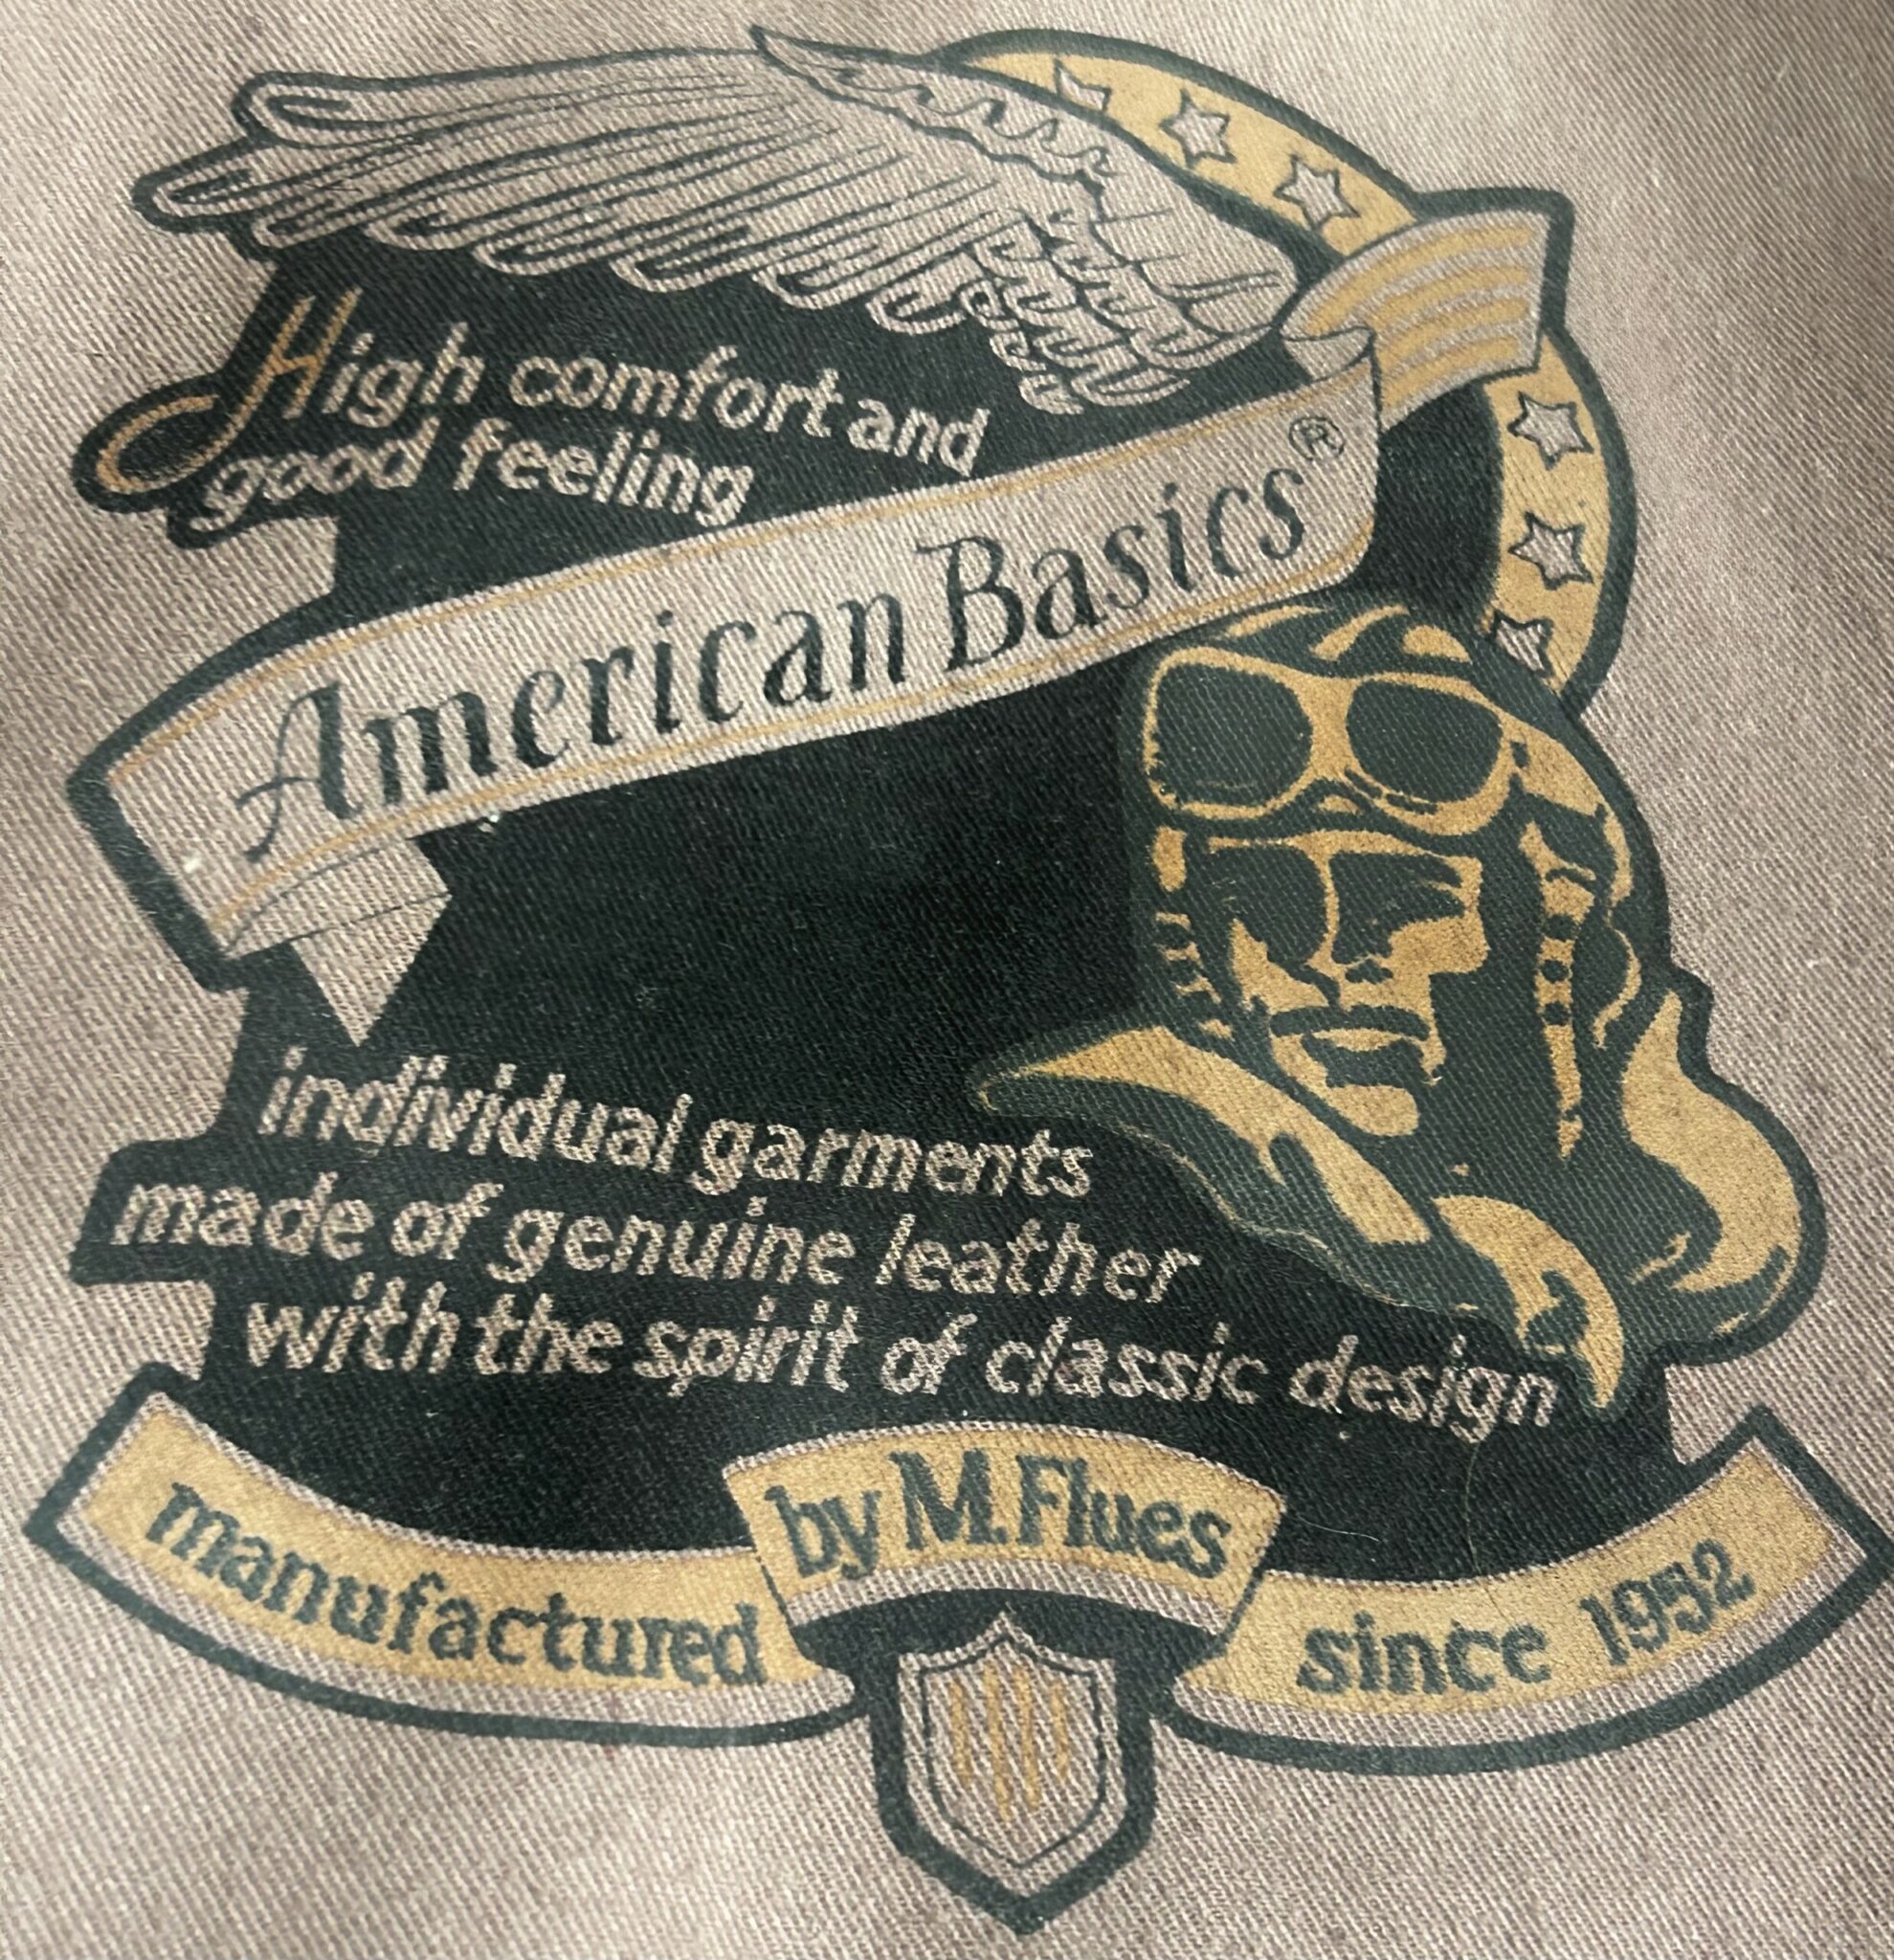 High comfort and
good feeling
American Basics®
individual garments
made of genuine leather
with the spirit of classic design
manufactured by M.Flues since 1952